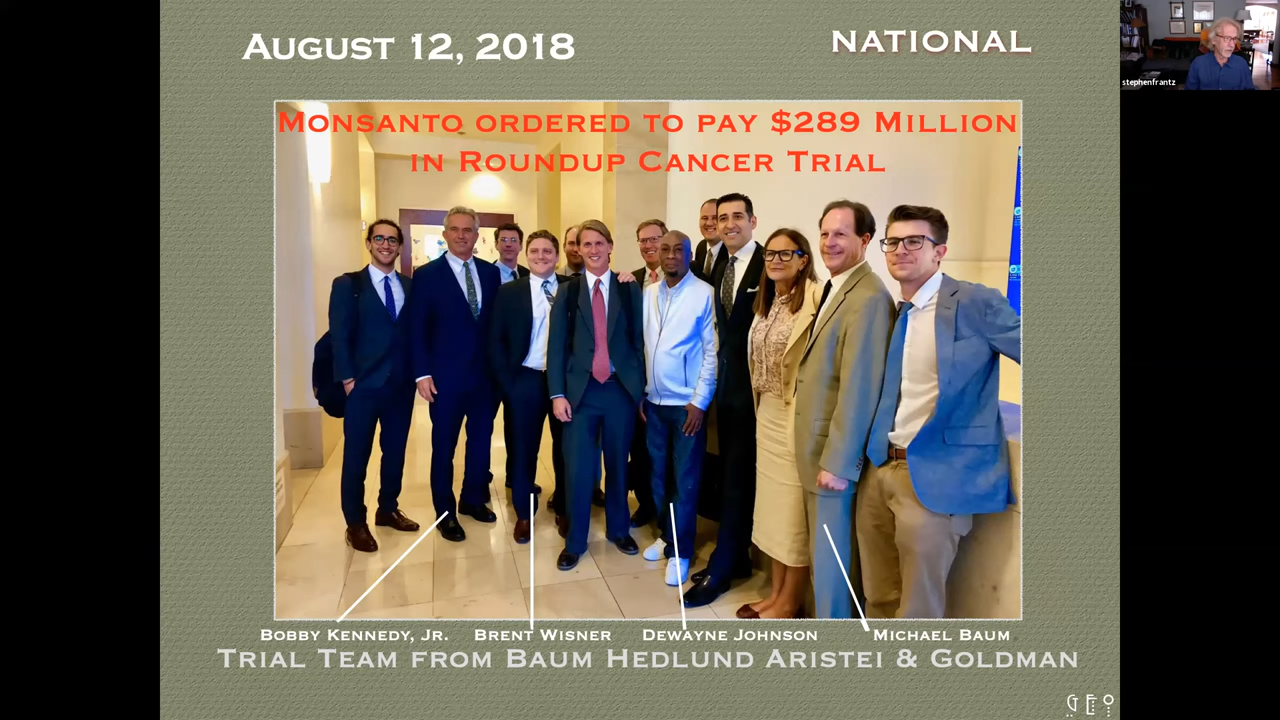 AUGUST 12, 2018
NATIONAL
stephenfrantz
MONSANTO ORDERED TO PAY $289 MILLION
IN ROUNDUP CANCER TRIAL
BOBBY KENNEDY, JR. BRENT WISNER DEWAYNE JOHNSON MICHAEL BAUM
TRIAL TEAM FROM BAUM HEDLUND ARISTEI & GOLDMAN
GEO